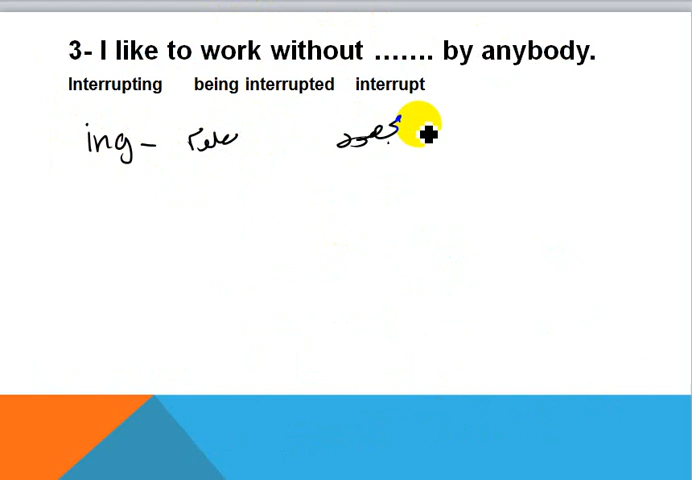 3- I like to work without ....... by anybody.
Interrupting being interrupted interrupt
ing –